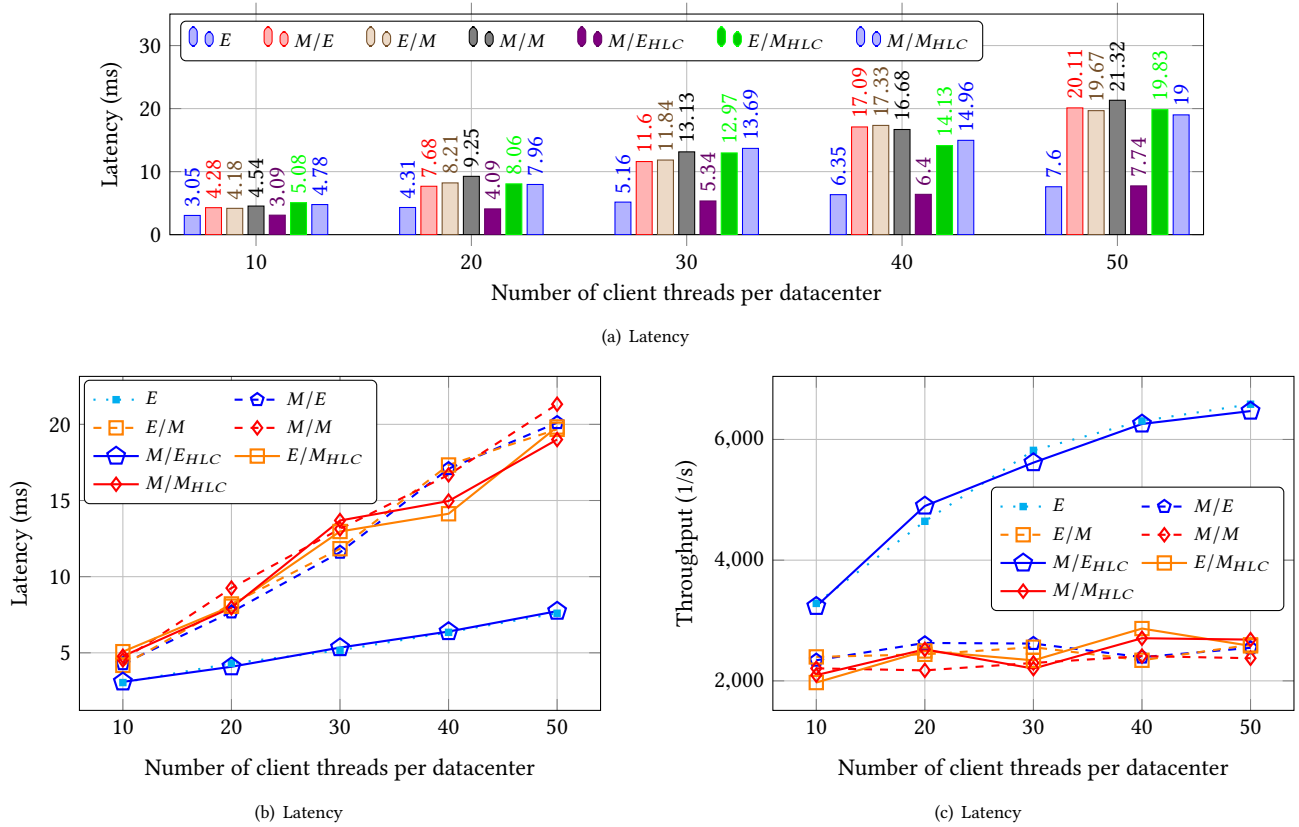 E M/E E/M M/M M/E_HLC E/M_HLC M/M_HLC
Latency (ms)
30
20
10
0
3.05 4.28 4.18 4.54 3.09 5.08 4.78
4.31 7.68 8.21 9.25 4.09 8.06 7.96
5.16 11.6 11.84 13.13 5.34 12.97 13.69
6.35 17.09 17.33 16.68 6.4 14.13 14.96
7.6 20.11 19.67 21.32 7.74 19.83 19
10 20 30 40 50
Number of client threads per datacenter
(a) Latency
E M/E
E/M M/M
M/E_HLC E/M_HLC
M/M_HLC
Latency (ms)
20
15
10
5
10 20 30 40 50
Number of client threads per datacenter
(b) Latency
E M/E
E/M M/M
M/E_HLC E/M_HLC
M/M_HLC
Throughput (1/s)
6,000
4,000
2,000
10 20 30 40 50
Number of client threads per datacenter
(c) Latency